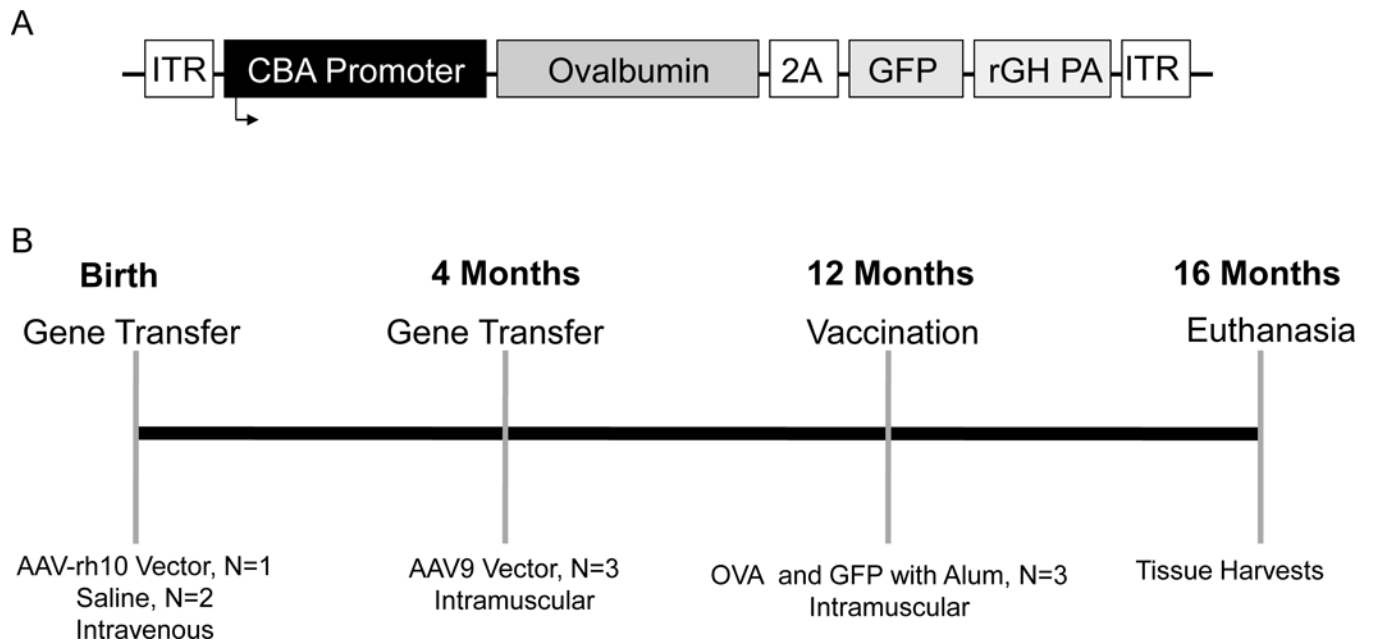 A
ITR CBA Promoter Ovalbumin 2A GFP rGH PA ITR
B
Birth 4 Months 12 Months 16 Months
Gene Transfer Gene Transfer Vaccination Euthanasia
AAV-rh10 Vector, N=1
Saline, N=2
Intravenous
AAV9 Vector, N=3
Intramuscular
OVA and GFP with Alum, N=3
Intramuscular
Tissue Harvests